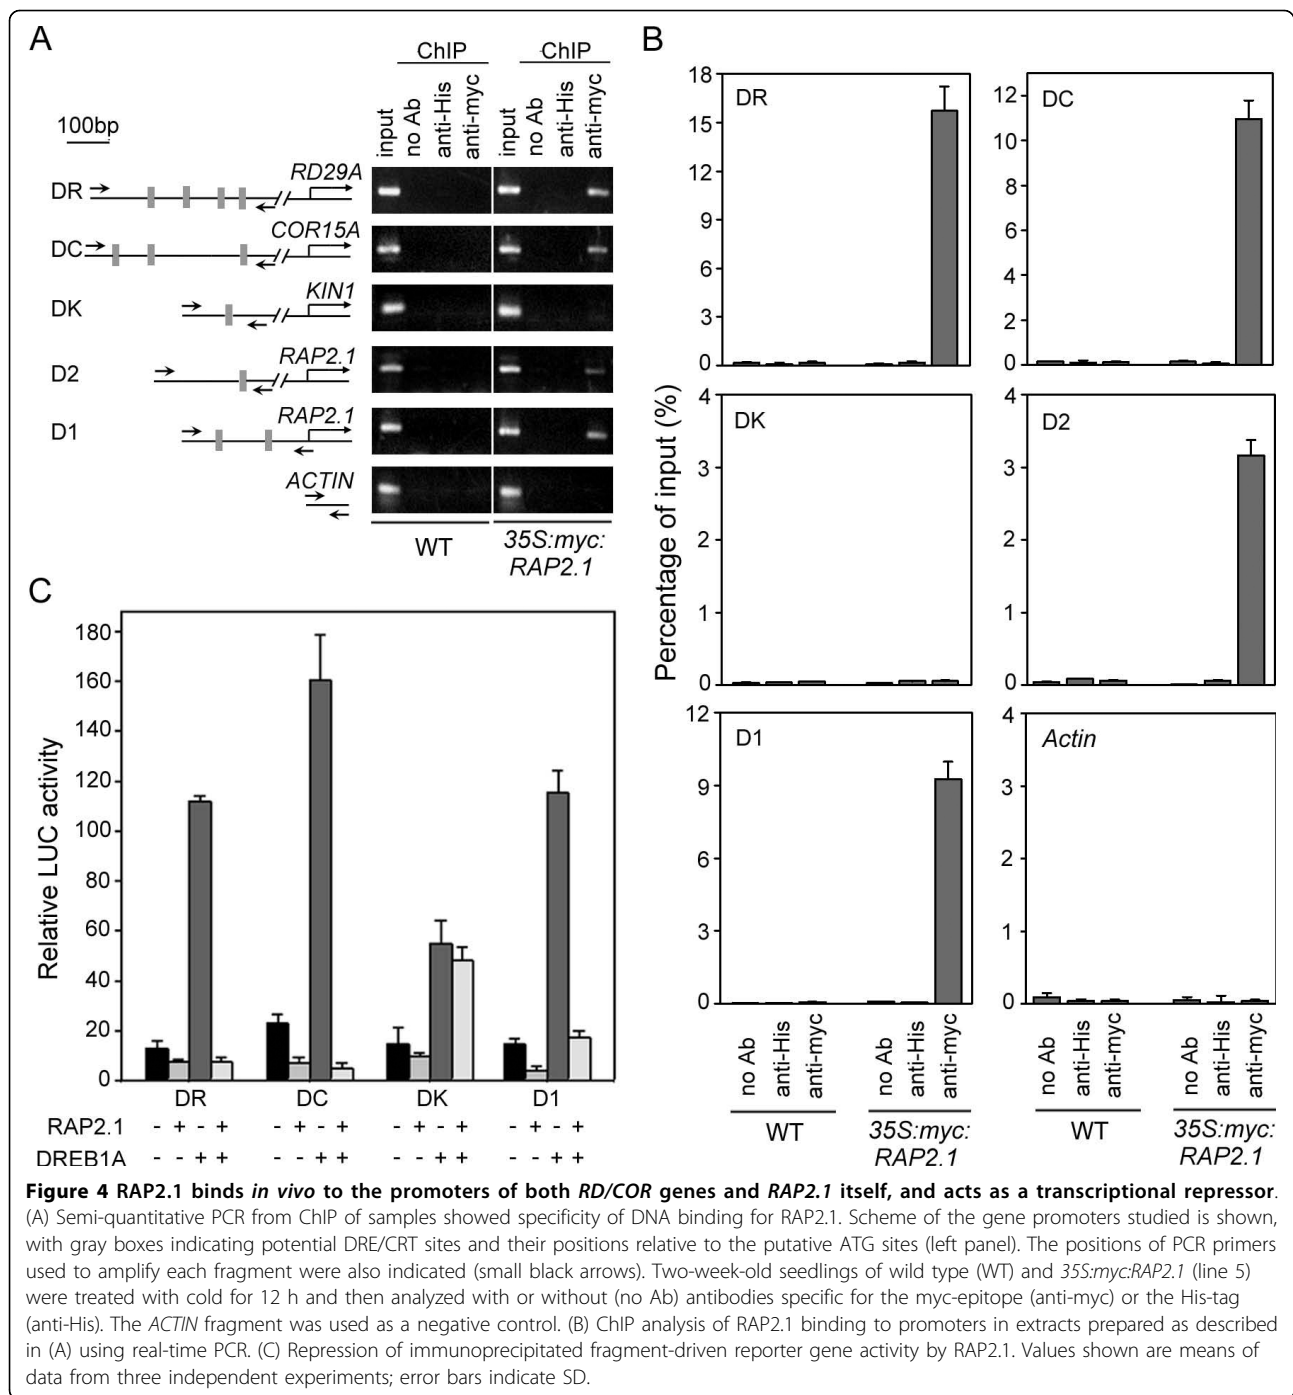 A
ChIP
ChIP
100bp
input
no Ab
anti-His
anti-myc
input
no Ab
anti-His
anti-myc
DR
RD29A
DC
COR15A
DK
KIN1
D2
RAP2.1
D1
RAP2.1
ACTIN
WT
35S:myc:
RAP2.1
B
Percentage of input (%)
DR
18
15
12
9
6
3
0
DC
12
10
8
6
4
2
0
DK
4
3
2
1
0
D2
4
3
2
1
0
D1
12
9
6
3
0
Actin
4
3
2
1
0
no Ab
anti-His
anti-myc
no Ab
anti-His
anti-myc
WT
35S:myc:
RAP2.1
no Ab
anti-His
anti-myc
no Ab
anti-His
anti-myc
WT
35S:myc:
RAP2.1
C
Relative LUC activity
180
160
140
120
100
80
60
40
20
0
DR DC DK D1
RAP2.1 - + - + - + - + - + - + - + - +
DREB1A - - + + - - + + - - + + - - + +
Figure 4 RAP2.1 binds in vivo to the promoters of both RD/COR genes and RAP2.1 itself, and acts as a transcriptional repressor.
(A) Semi-quantitative PCR from ChIP of samples showed specificity of DNA binding for RAP2.1. Scheme of the gene promoters studied is shown,
with gray boxes indicating potential DRE/CRT sites and their positions relative to the putative ATG sites (left panel). The positions of PCR primers
used to amplify each fragment were also indicated (small black arrows). Two-week-old seedlings of wild type (WT) and 35S:myc:RAP2.1 (line 5)
were treated with cold for 12 h and then analyzed with or without (no Ab) antibodies specific for the myc-epitope (anti-myc) or the His-tag
(anti-His). The ACTIN fragment was used as a negative control. (B) ChIP analysis of RAP2.1 binding to promoters in extracts prepared as described
in (A) using real-time PCR. (C) Repression of immunoprecipitated fragment-driven reporter gene activity by RAP2.1. Values shown are means of
data from three independent experiments; error bars indicate SD.